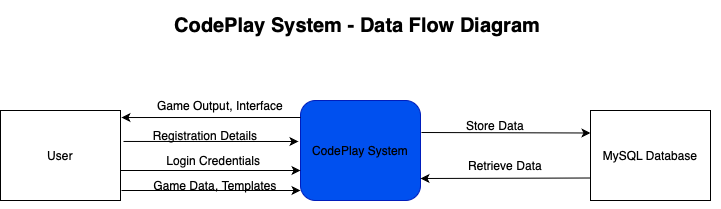 CodePlay System - Data Flow Diagram
Game Output, Interface
Registration Details
Login Credentials
Game Data, Templates
User
CodePlay System
Store Data
Retrieve Data
MySQL Database